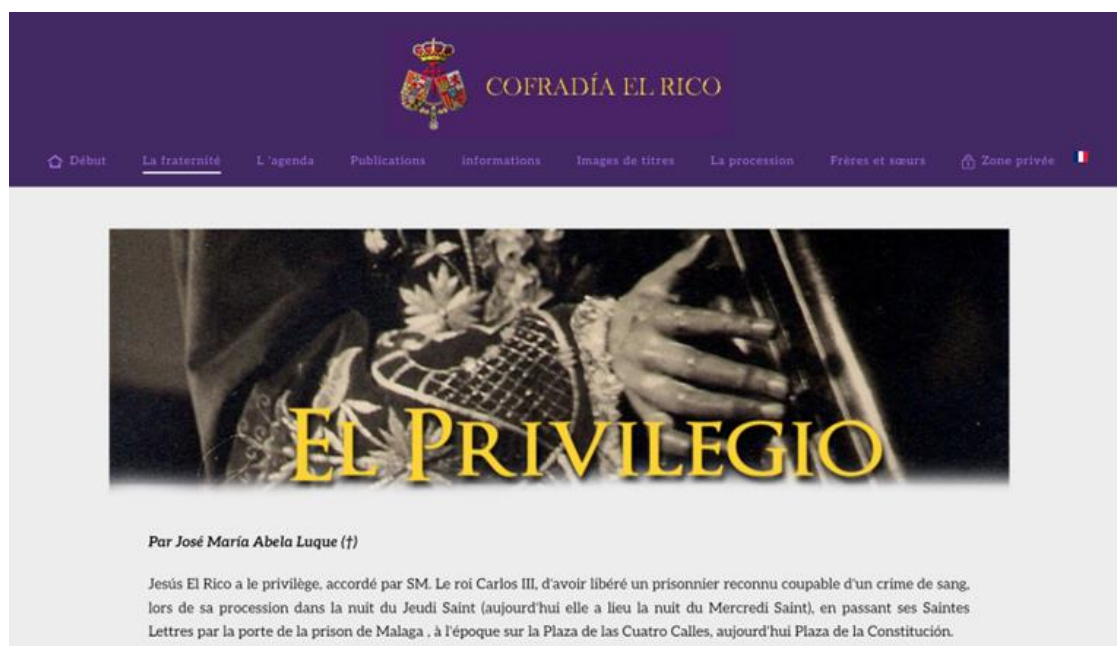 COFRADÍA EL RICO
Début La fraternité L 'agenda Publications informations Images de titres La procession Frères et sœurs Zone privée
EL PRIVILEGIO
Par José María Abela Luque (†)
Jesús El Rico a le privilège, accordé par SM. Le roi Carlos III, d'avoir libéré un prisonnier reconnu coupable d'un crime de sang,
lors de sa procession dans la nuit du Jeudi Saint (aujourd'hui elle a lieu la nuit du Mercredi Saint), en passant ses Saintes
Lettres par la porte de la prison de Malaga , à l'époque sur la Plaza de las Cuatro Calles, aujourd'hui Plaza de la Constitución.